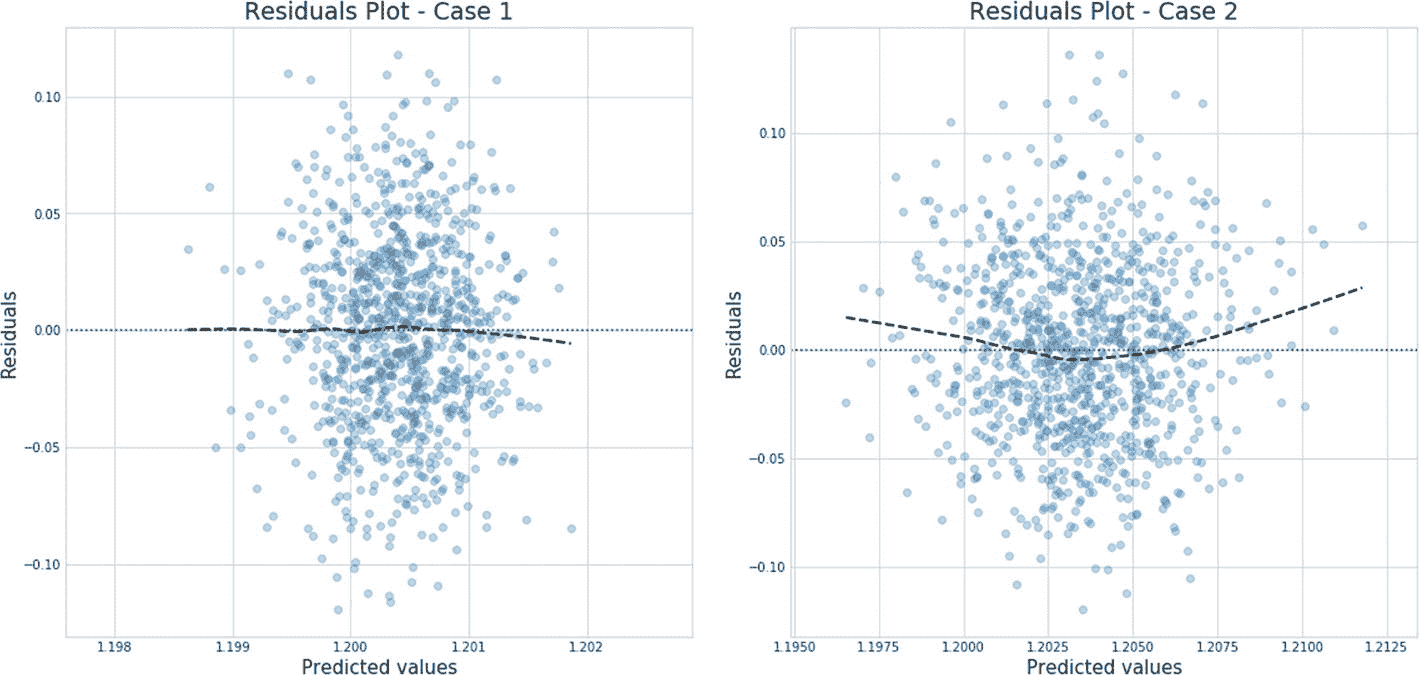 Residuals Plot - Case 1
Residuals
0.10
0.05
0.00
−0.05
−0.10
1.198 1.199 1.200 1.201 1.202
Predicted values
Residuals Plot - Case 2
Residuals
0.10
0.05
0.00
−0.05
−0.10
1.1950 1.1975 1.2000 1.2025 1.2050 1.2075 1.2100 1.2125
Predicted values